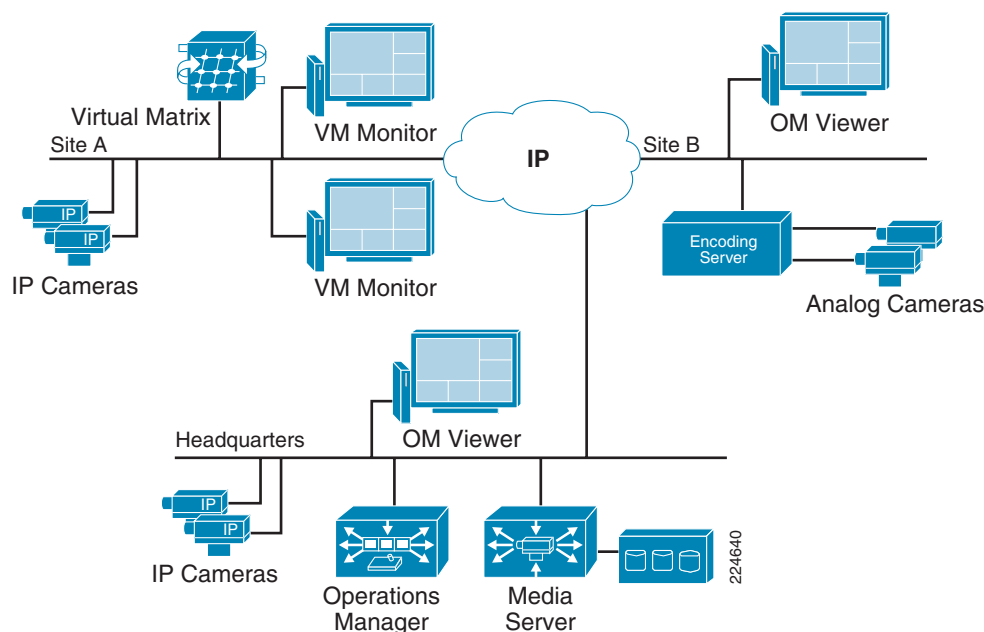 Virtual Matrix
VM Monitor
OM Viewer
Site A
IP
Site B
IP
IP
IP Cameras
VM Monitor
Encoding
Server
Analog Cameras
OM Viewer
Headquarters
IP
IP
IP Cameras
Operations
Manager
Media
Server
224640